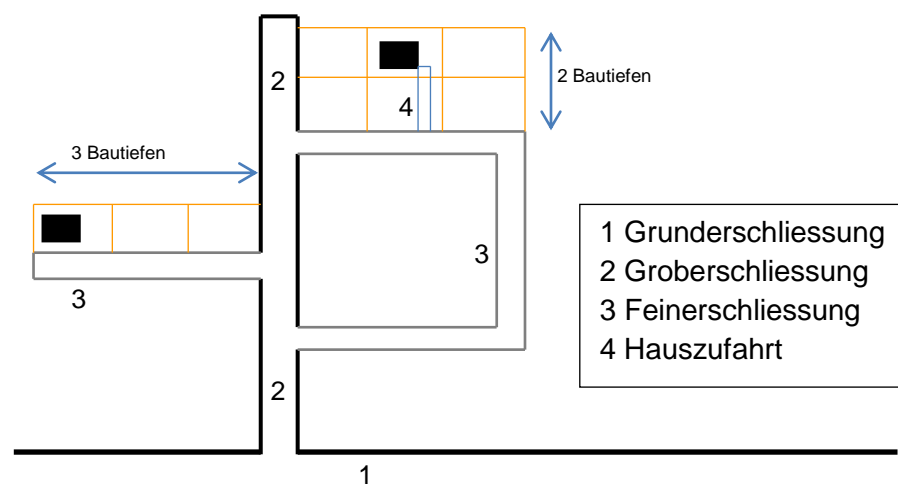 2
2 Bautiefen
4
3 Bautiefen
1 Grunderschliessung
2 Groberschliessung
3 Feinerschliessung
4 Hauszufahrt
3
3
2
1